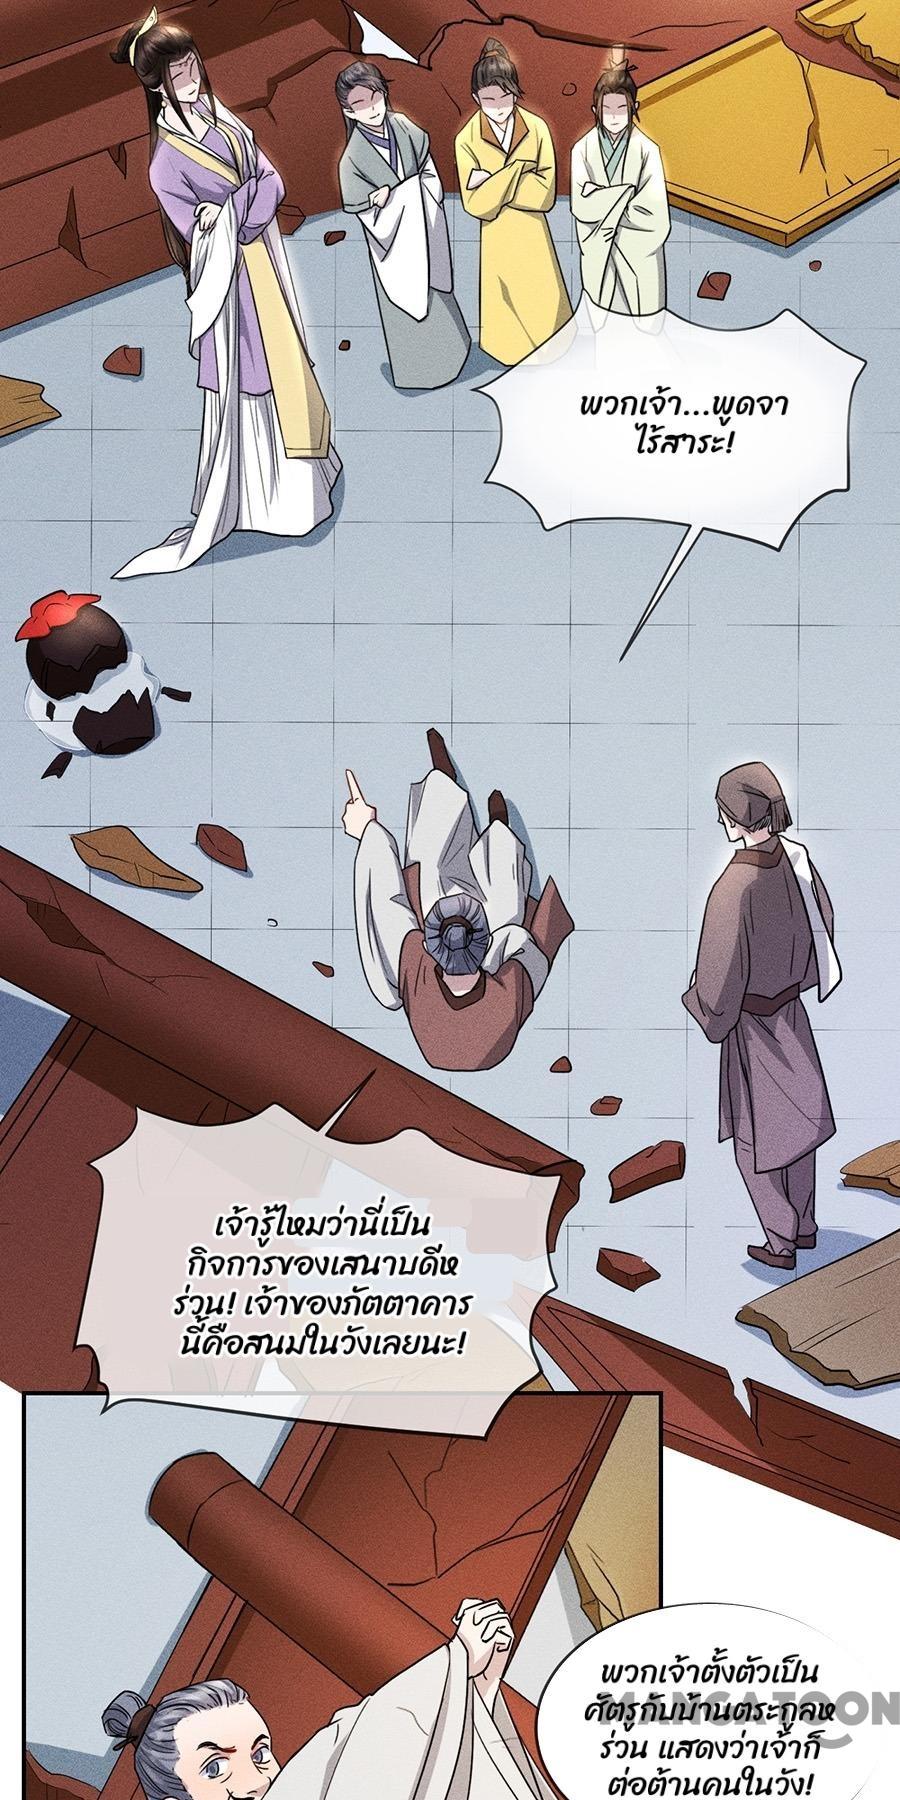 พวกเจ้า...พูดจา
ไร้สาระ!
เจ้ารู้ไหมว่านี่เป็น
กิจการของเสนาบดีห
ร่วน! เจ้าของภัตตาคาร
นี้คือสนมในวังเลยนะ!
พวกเจ้าตั้งตัวเป็น
ศัตรูกับบ้านตระกูลห
ร่วน แสดงว่าเจ้าก็
ต่อต้านคนในวัง!
MANGATOON